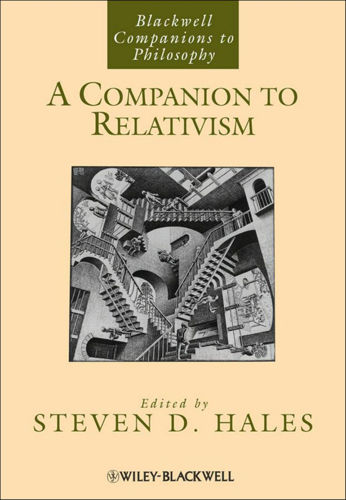 Blackwell
Companions to
Philosophy
A COMPANION TO
RELATIVISM
Edited by
STEVEN D. HALES
WILEY-BLACKWELL